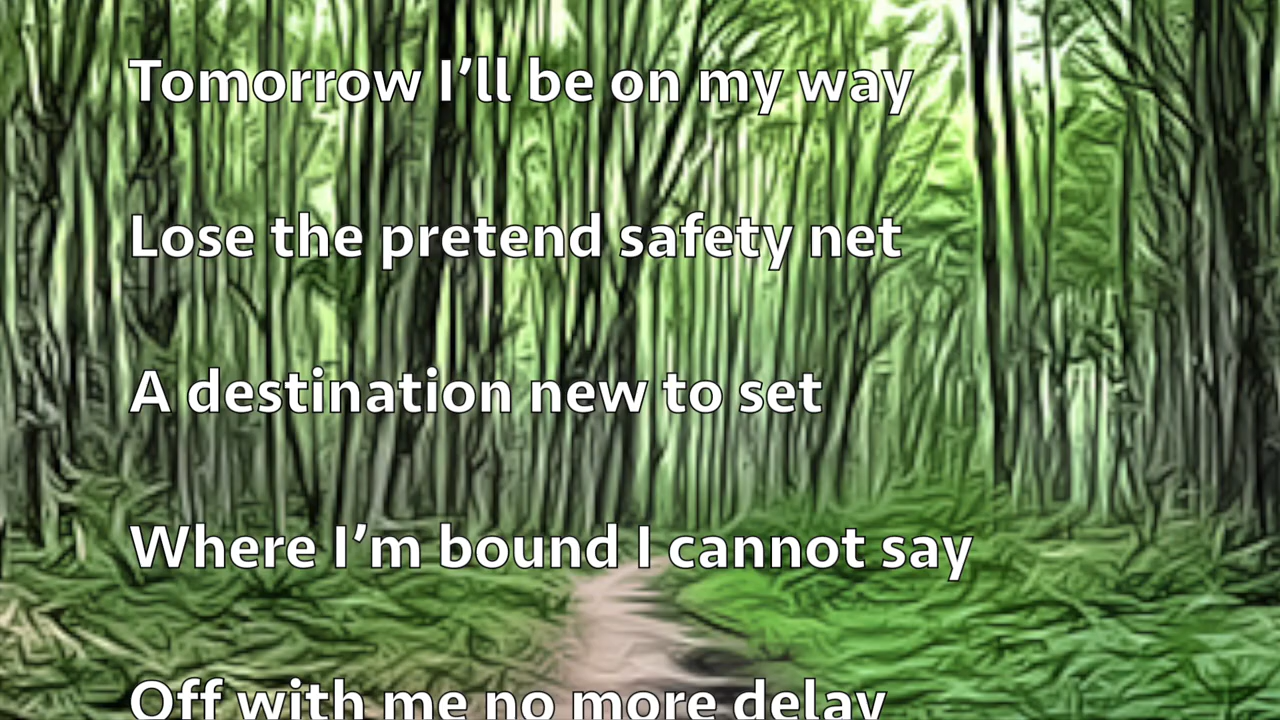 Tomorrow I’ll be on my way
Lose the pretend safety net
A destination new to set
Where I’m bound I cannot say
Off with me no more delay